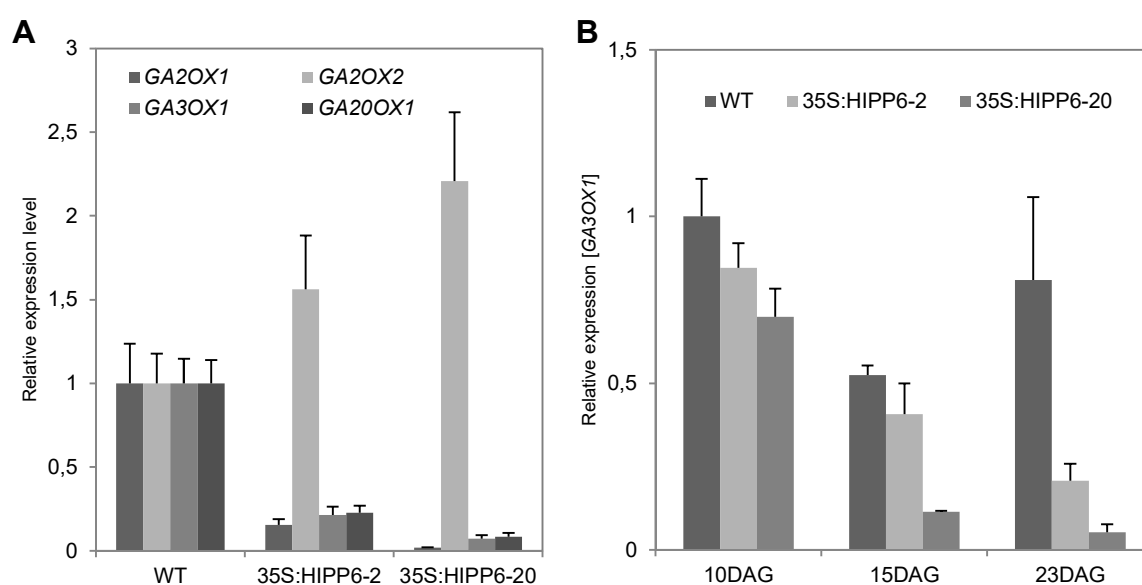 A
Relative expression level
3
2,5
2
1,5
1
0,5
0
GA2OX1 GA2OX2
GA3OX1 GA20OX1
WT 35S:HIPP6-2 35S:HIPP6-20
B
Relative expression [GA3OX1]
1,5
1
0,5
0
WT 35S:HIPP6-2 35S:HIPP6-20
10DAG 15DAG 23DAG